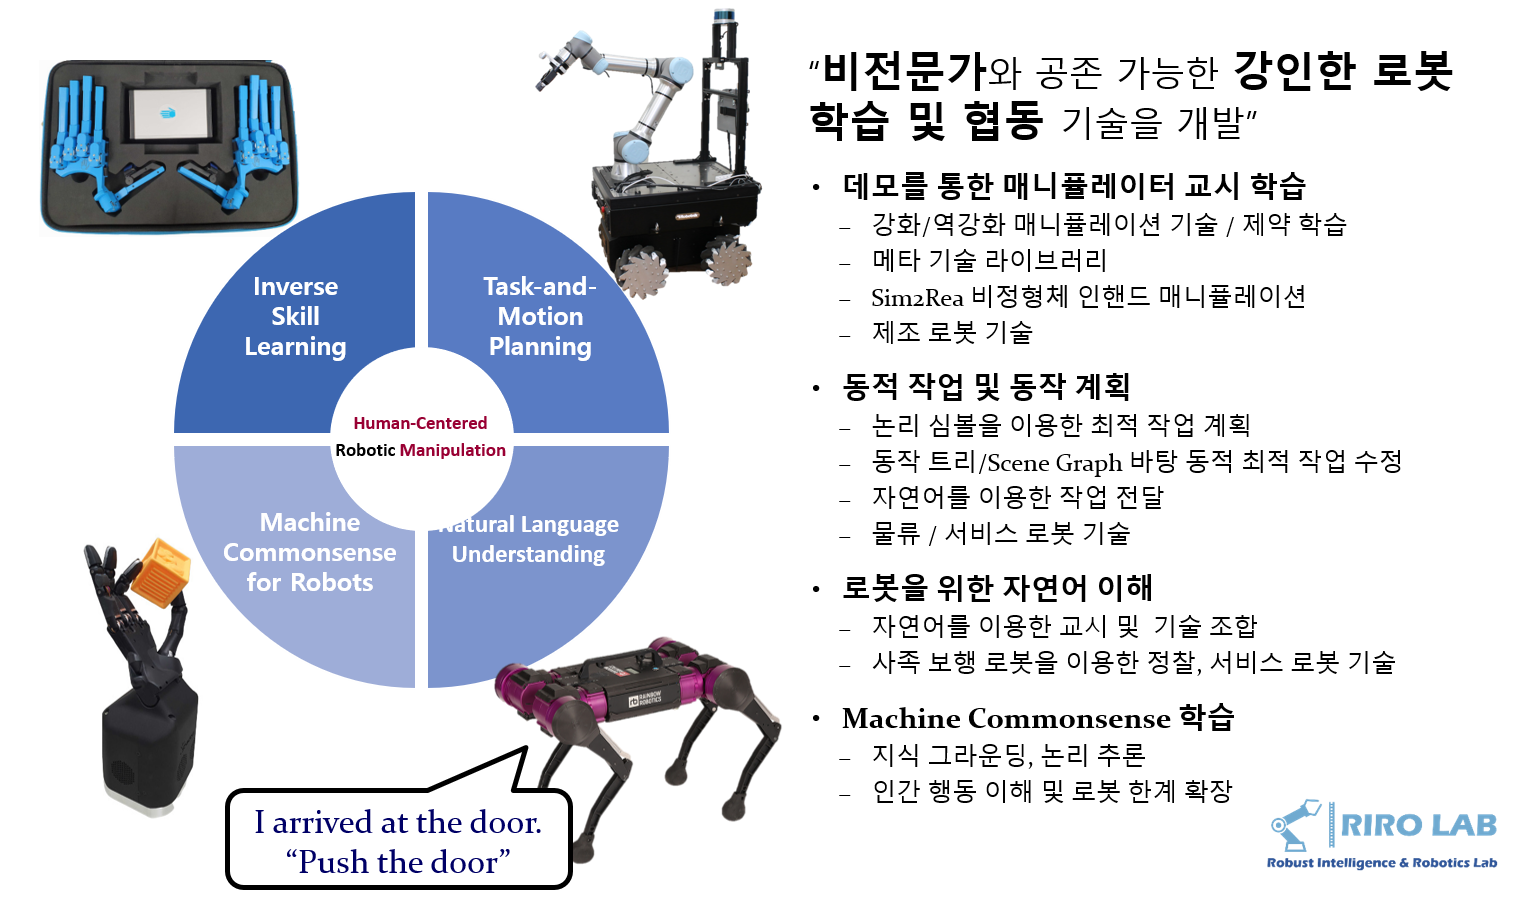 Inverse
Skill
Learning
Task-and-
Motion
Planning
Human-Centered
Robotic Manipulation
Machine
Commonsense
for Robots
Natural Language
Understanding
RAINBOW
ROBOTICS
I arrived at the door.
“Push the door”
“비전문가와 공존 가능한 강인한 로봇
학습 및 협동 기술을 개발”
• 데모를 통한 매니퓰레이터 교시 학습
– 강화/역강화 매니퓰레이션 기술 / 제약 학습
– 메타 기술 라이브러리
– Sim2Rea 비정형체 인핸드 매니퓰레이션
– 제조 로봇 기술
• 동적 작업 및 동작 계획
– 논리 심볼을 이용한 최적 작업 계획
– 동작 트리/Scene Graph 바탕 동적 최적 작업 수정
– 자연어를 이용한 작업 전달
– 물류 / 서비스 로봇 기술
• 로봇을 위한 자연어 이해
– 자연어를 이용한 교시 및 기술 조합
– 사족 보행 로봇을 이용한 정찰, 서비스 로봇 기술
• Machine Commonsense 학습
– 지식 그라운딩, 논리 추론
– 인간 행동 이해 및 로봇 한계 확장
RIRO LAB
Robust Intelligence & Robotics Lab